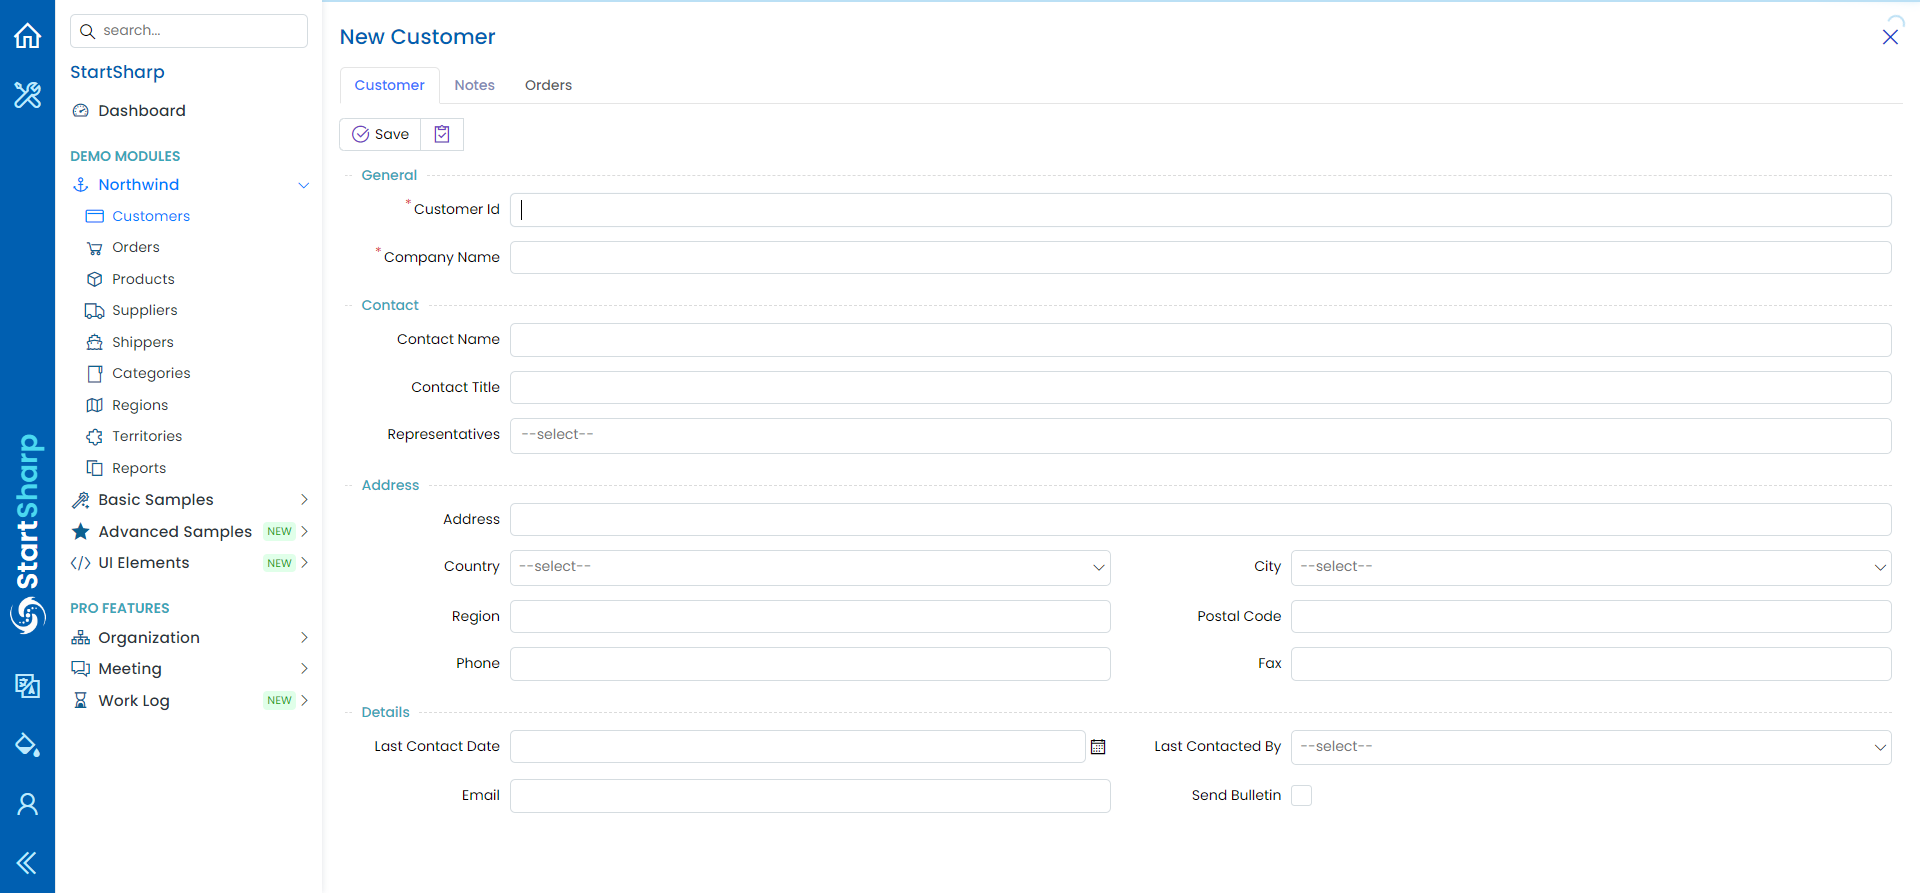 search...
StartSharp
Dashboard
DEMO MODULES
Northwind
Customers
Orders
Products
Suppliers
Shippers
Categories
Regions
Territories
Reports
Basic Samples
Advanced Samples NEW
UI Elements NEW
PRO FEATURES
Organization
Meeting
Work Log NEW
StartSharp
New Customer
Customer Notes Orders
Save
General
* Customer Id
* Company Name
Contact
Contact Name
Contact Title
Representatives --select--
Address
Address
Country --select-- City --select--
Region Postal Code
Phone Fax
Details
Last Contact Date Last Contacted By --select--
Email Send Bulletin